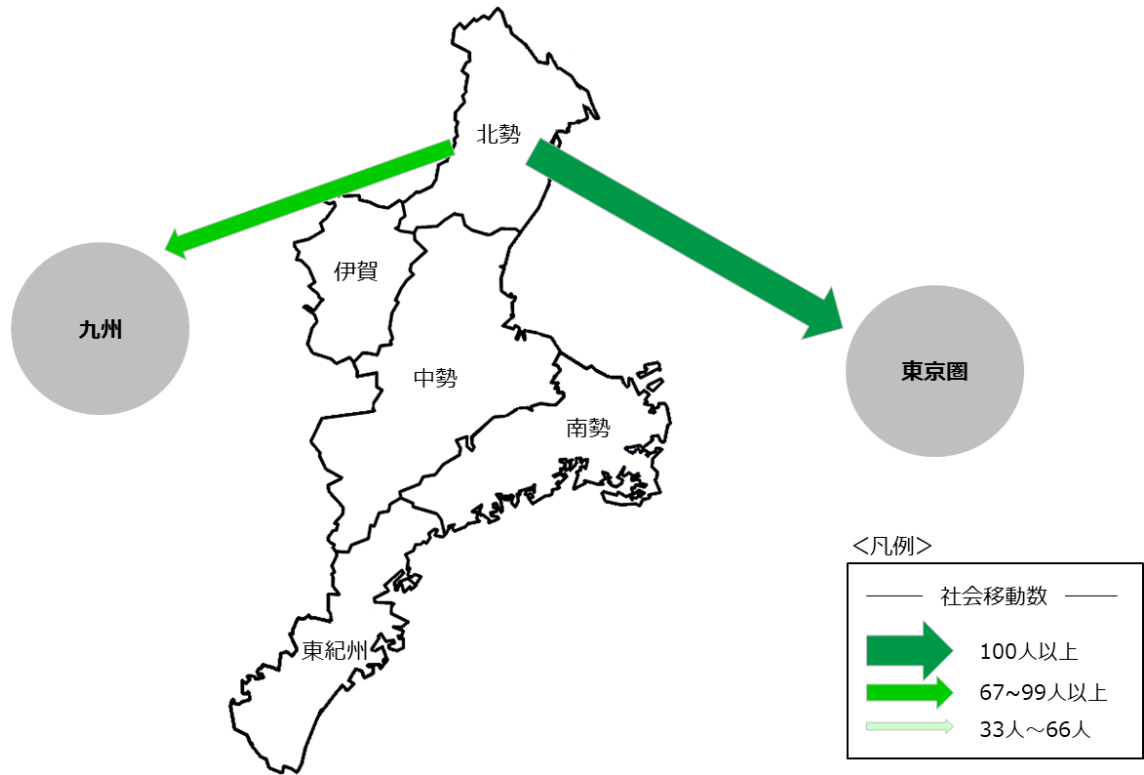 北勢
伊賀
九州
東京圏
中勢
南勢
東紀州
＜凡例＞
社会移動数
100人以上
67~99人以上
33人～66人